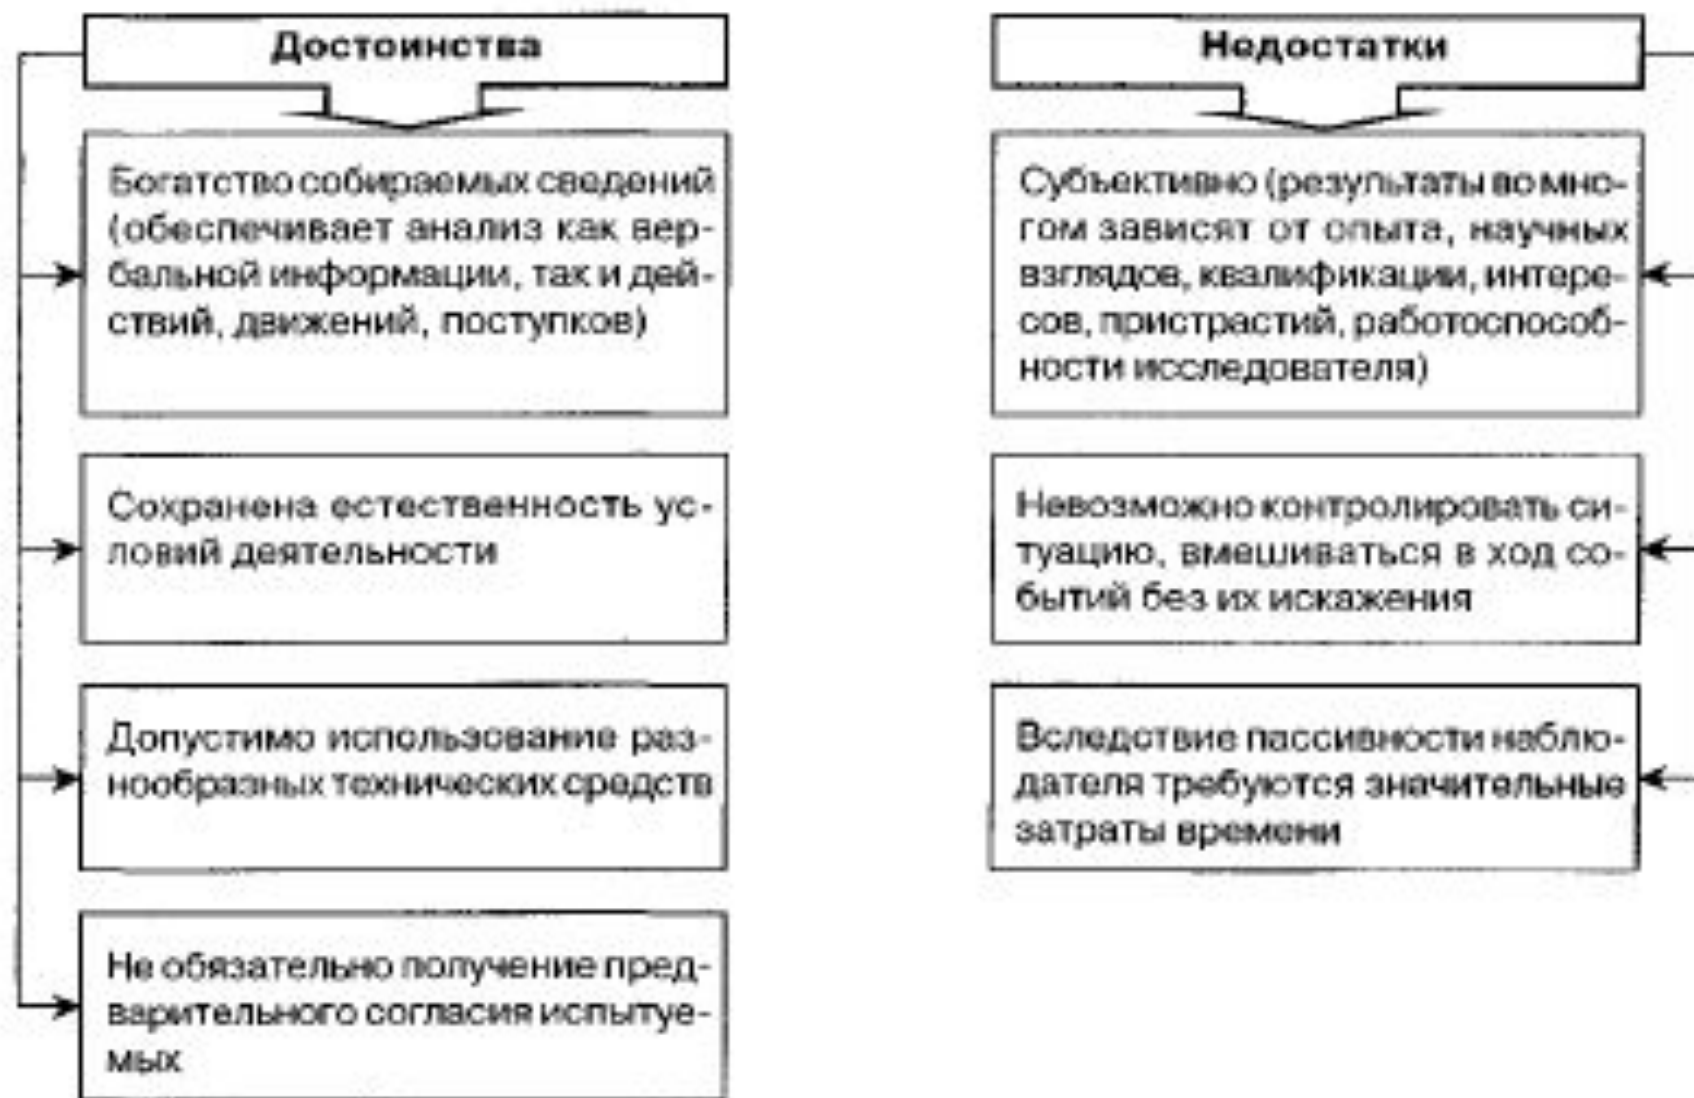 Достоинства
Богатство собираемых сведений
(обеспечивает анализ как вер-
бальной информации, так и дей-
ствий, движений, поступков)
Сохранена естественность ус-
ловий деятельности
Допустимо использование раз-
нообразных технических средств
Не обязательно получение пред-
варительного согласия испытуе-
мых
Недостатки
Субъективно (результаты во мно-
гом зависят от опыта, научных
взглядов, квалификации, интере-
сов, пристрастий, работоспособ-
ности исследователя)
Невозможно контролировать си-
туацию, вмешиваться в ход со-
бытий без их искажения
Вследствие пассивности наблю-
дателя требуются значительные
затраты времени